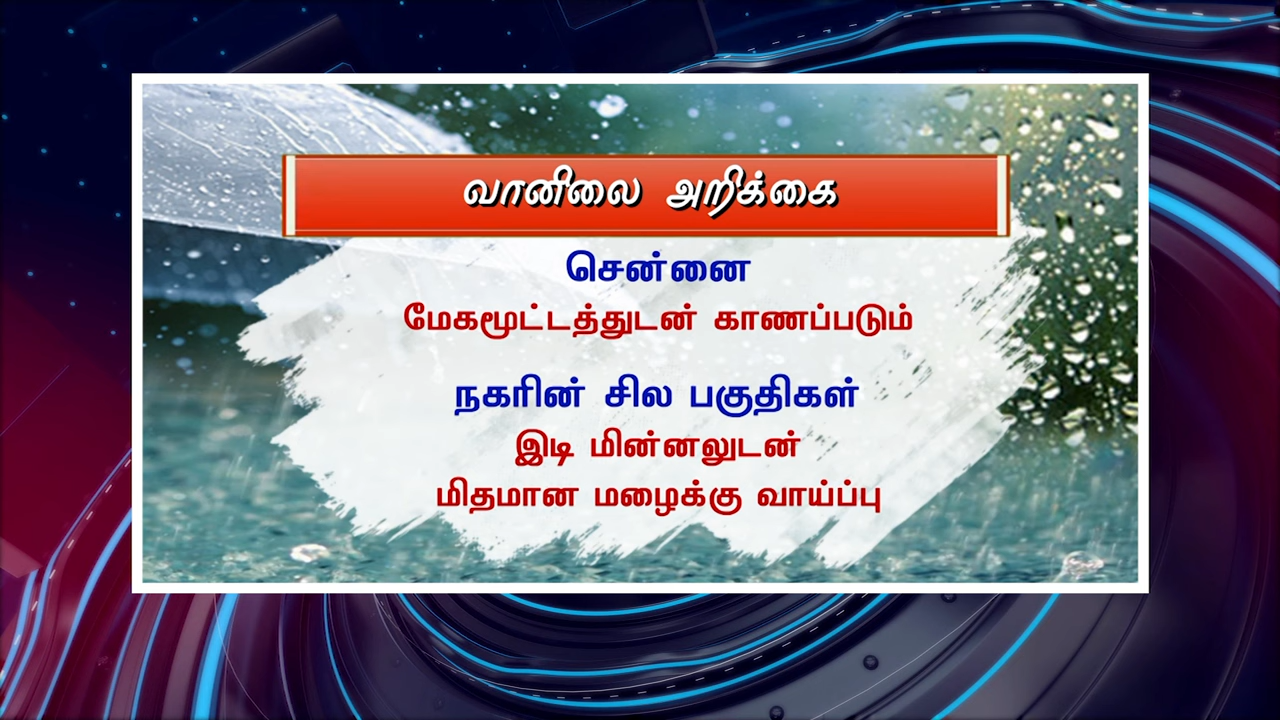 வானிலை அறிக்கை
சென்னை
மேகமூட்டத்துடன் காணப்படும்
நகரின் சில பகுதிகள்
இடி மின்னலுடன்
மிதமான மழைக்கு வாய்ப்பு